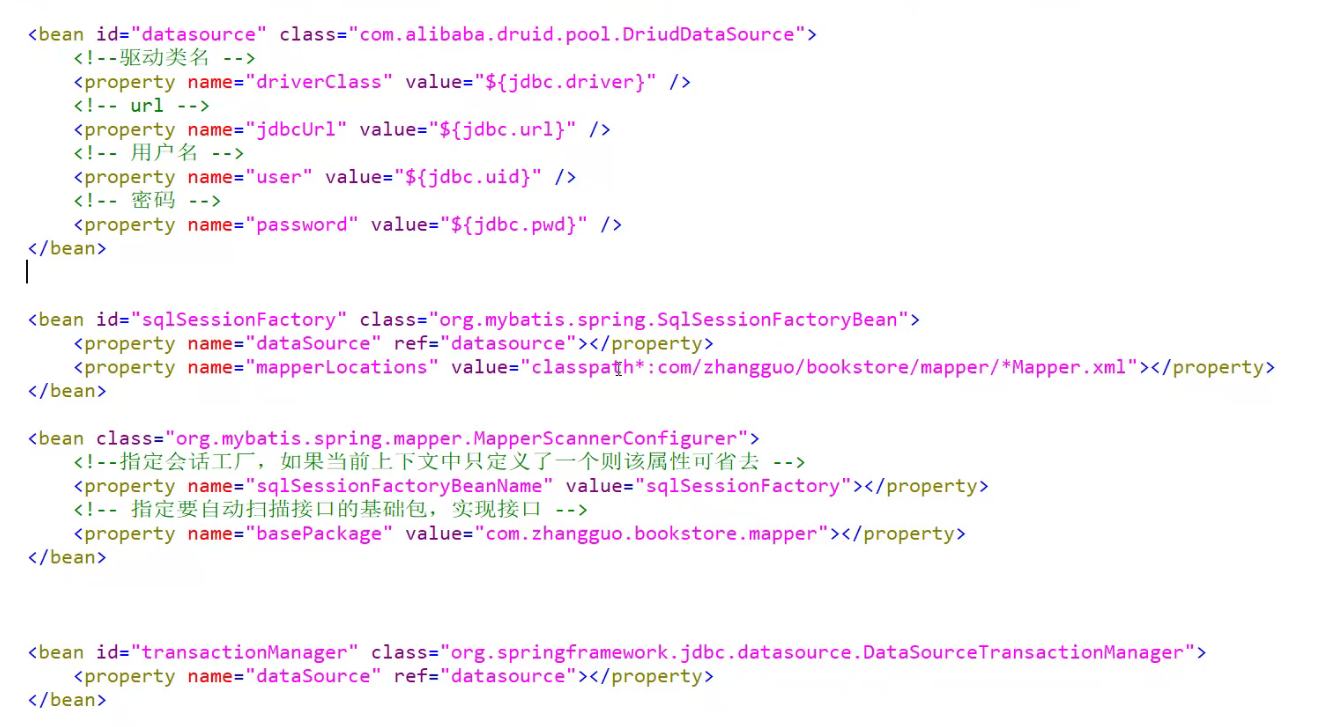 <bean id="datasource" class="com.alibaba.druid.pool.DriudDataSource">
<!--驱动类名 -->
<property name="driverClass" value="${jdbc.driver}" />
<!-- url -->
<property name="jdbcUrl" value="${jdbc.url}" />
<!-- 用户名 -->
<property name="user" value="${jdbc.uid}" />
<!-- 密码 -->
<property name="password" value="${jdbc.pwd}" />
</bean>
<bean id="sqlSessionFactory" class="org.mybatis.spring.SqlSessionFactoryBean">
<property name="dataSource" ref="datasource"></property>
<property name="mapperLocations" value="classpath*:com/zhangguo/bookstore/mapper/*Mapper.xml"></property>
</bean>
<bean class="org.mybatis.spring.mapper.MapperScannerConfigurer">
<!--指定会话工厂，如果当前上下文中只定义了一个则该属性可省去 -->
<property name="sqlSessionFactoryBeanName" value="sqlSessionFactory"></property>
<!-- 指定要自动扫描接口的基础包，实现接口 -->
<property name="basePackage" value="com.zhangguo.bookstore.mapper"></property>
</bean>
<bean id="transactionManager" class="org.springframework.jdbc.datasource.DataSourceTransactionManager">
<property name="dataSource" ref="datasource"></property>
</bean>